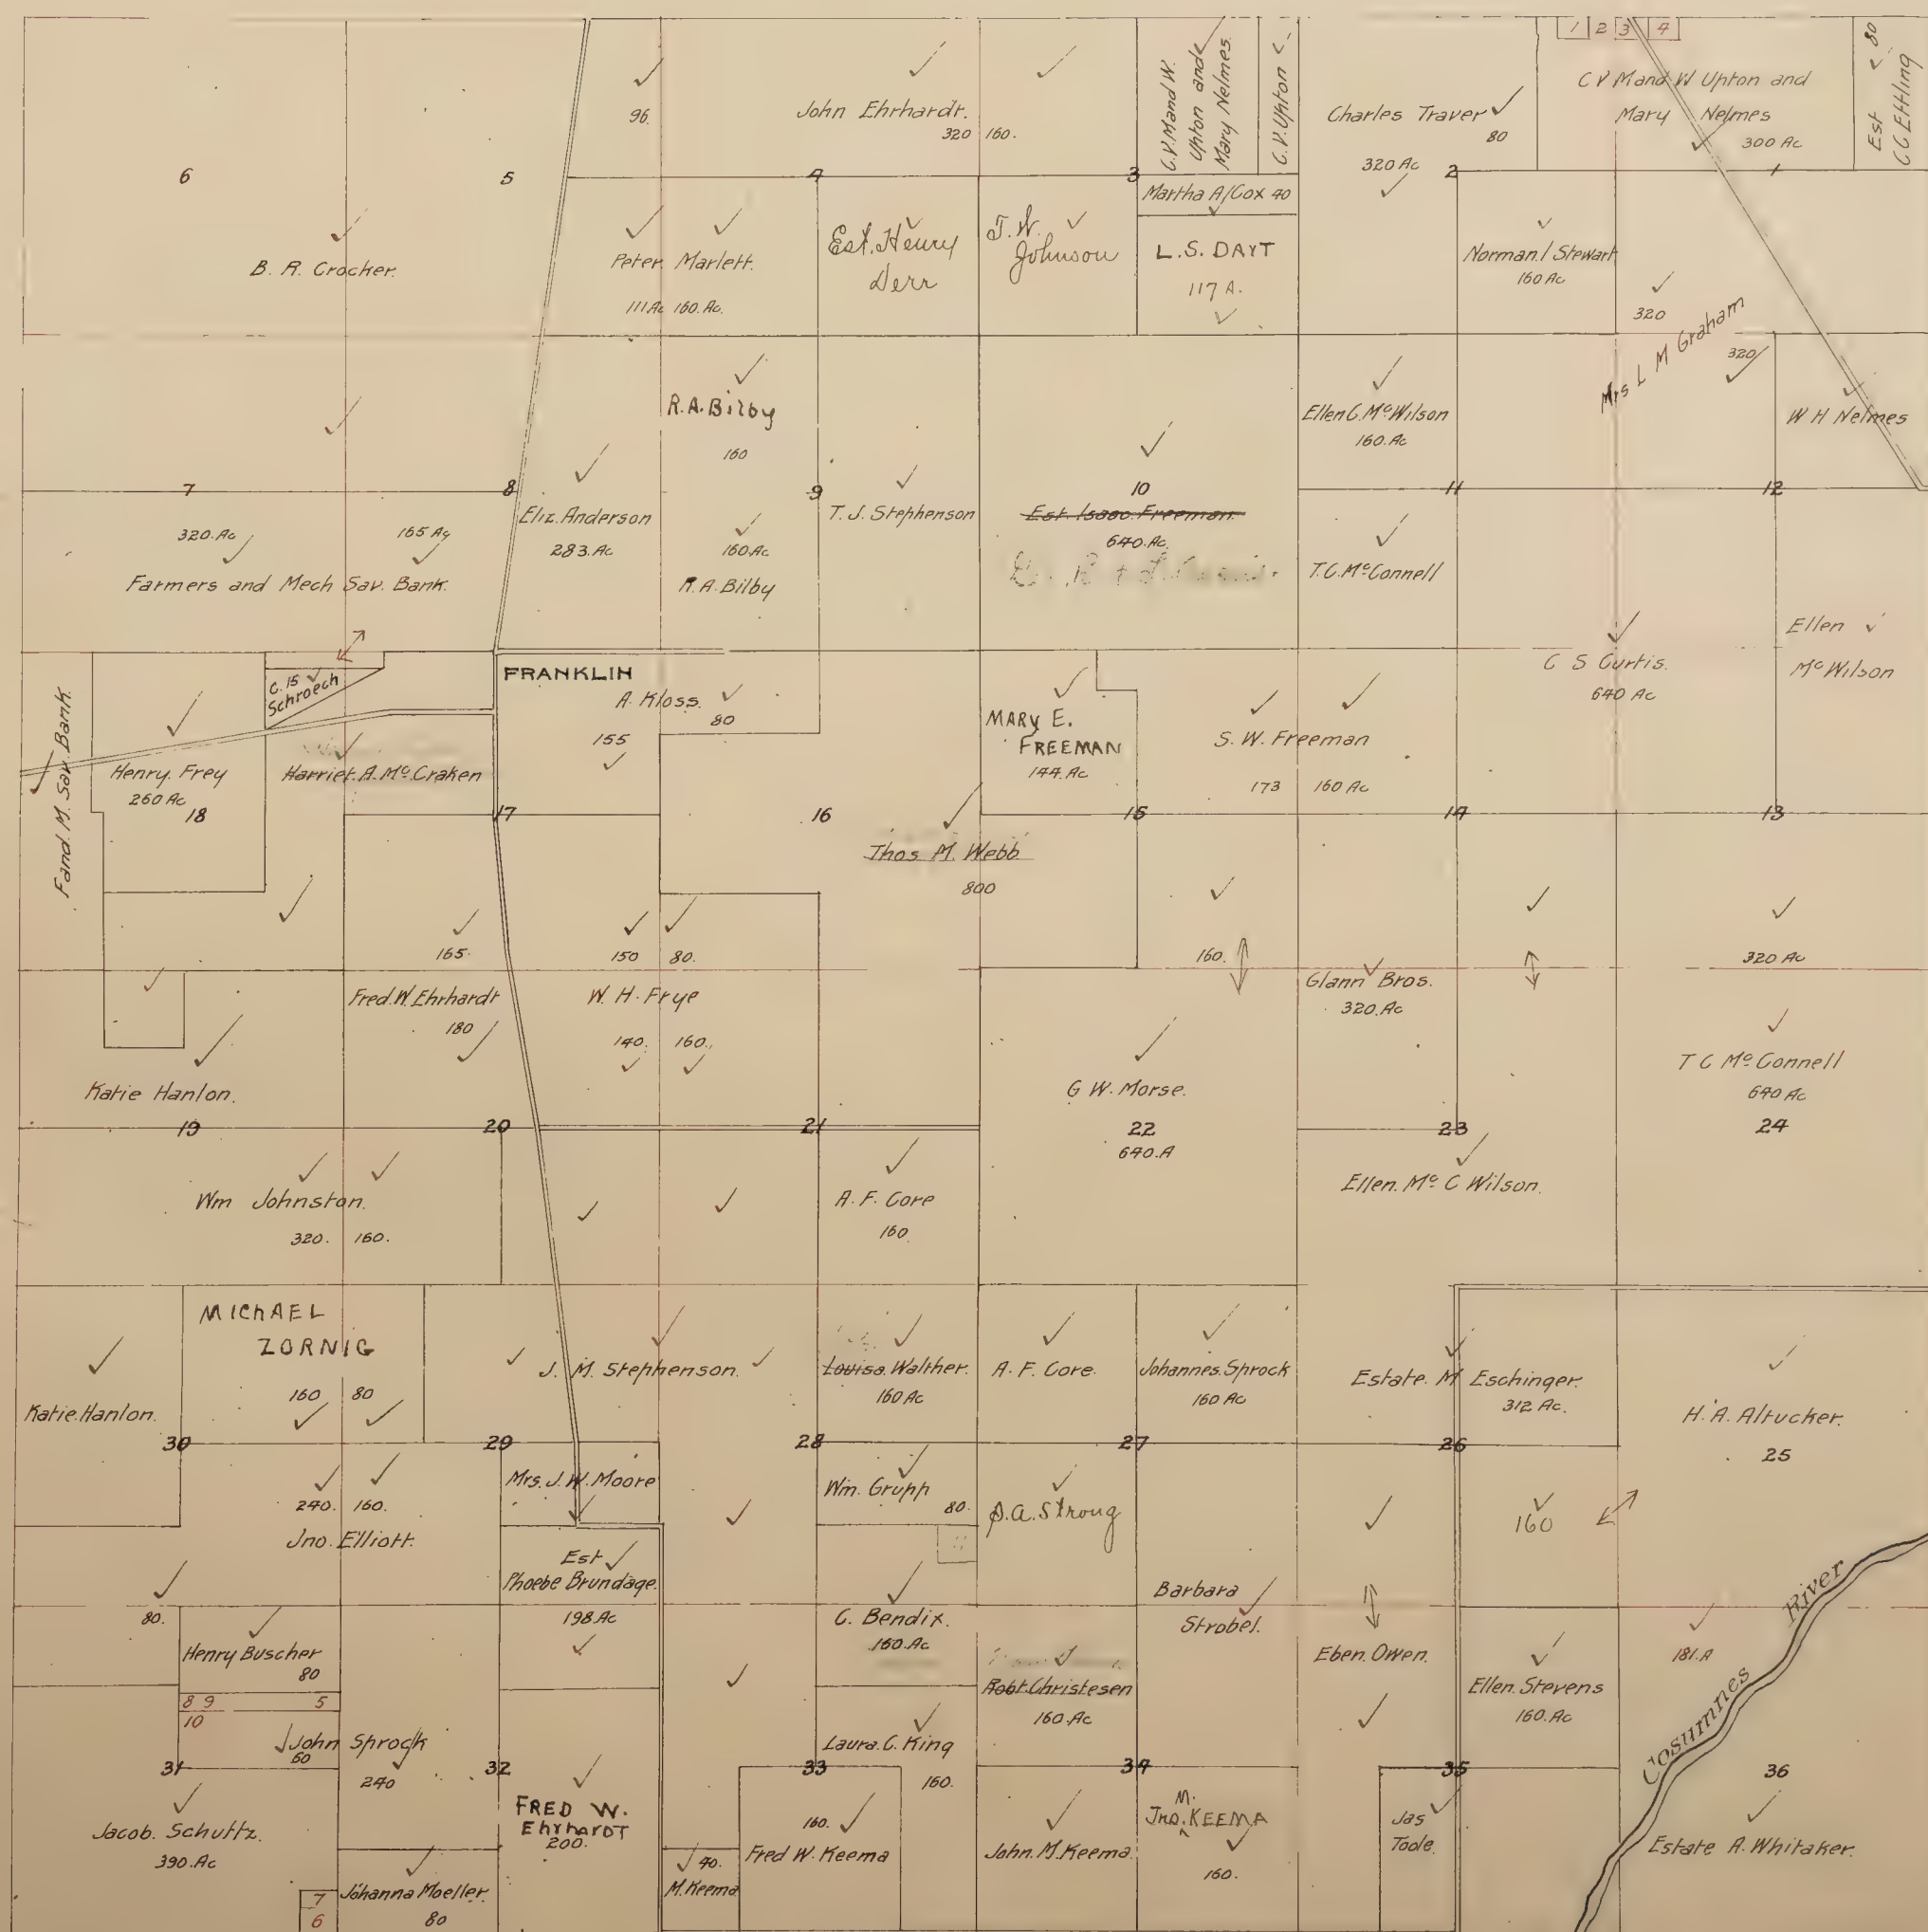 1 2 3 4
6
5
B. A. Crocker.
96.
John Ehrhardt.
320 160.
4
C.V. M and W.
Upton and
Mary Nelmes
C.V. Upton
3
Martha A Cox 40
Charles Traver
80
320 Ac
2
C V M and W Upton and
Mary Nelmes
300 Ac
1
Est 80
Peter Marlett.
111 Ac 160. Ac.
Est. Henry
Derr
Johnson
117 A.
Norman Stewart
160 Ac
320
Mrs L M Graham
320
W H Nelmes
R.A. Bilby
160
Ellen C. Mc Wilson
160. Ac
7
8
9
10
11
12
320. Ac
165 Ac
Farmers and Mech Sav. Bank.
Eliz. Anderson
283. Ac
160 Ac
R. A. Bilby
T. J. Stephenson
Est. Isaac Freeman
640. Ac.
T. C. Mc Connell
Schroech
FRANKLIN
A. Kloss.
80
155
MARY E.
FREEMAN
144. Ac
S. W. Freeman
173 160 Ac
C S Curtis.
640 Ac
Ellen
Mc Wilson
F and M. Sav. Bank.
Henry. Frey
260 Ac
Harriet. A. Mc Craken
18
17
16
15
14
13
Thos M. Webb
800
165.
150 80.
160.
320 Ac
Fred. W. Ehrhardt
180
W. H. Frye
140. 160.
Glann Bros.
320. Ac
Katie Hanlon.
G W. Morse.
T C Mc Connell
640 Ac
19
20
21
22
640. A
23
24
Wm Johnston.
320. 160.
A. F. Core
160
Ellen. Mc C Wilson.
MIChAEL
ZORNIG
160 80
Katie. Hanlon.
J. M. Stephenson.
Louisa. Walther.
160 Ac
A. F. Core.
Johannes. Sprock
160 Ac
Estate. M Eschinger.
312 Ac.
H. A. Altucker.
30
29
28
27
26
25
240. 160.
Jno. Elliott.
Mrs. J. W. Moore
Wm. Grupp
80.
Strong
160
Est
Phoebe Brundage.
198. Ac
80.
Henry Buscher
80
C. Bendix.
160. Ac
Barbara
Strobel.
Eben. Owen.
181. A
Cosumnes River
8 9 5
10
John Sprock
60
240
Robt. Christesen
160. Ac
Ellen. Stevens
160. Ac
Laura. C. King
160.
31
32
33
34
35
36
Jacob. Schultz.
390. Ac
FRED W.
EhrhARDT
200.
160.
Fred W. Keema
40.
M. Keema
John. M. Keema.
M.
Jno. KEEMA
160.
Jas
Toole.
Estate A. Whitaker.
7
6
Johanna Moeller.
80